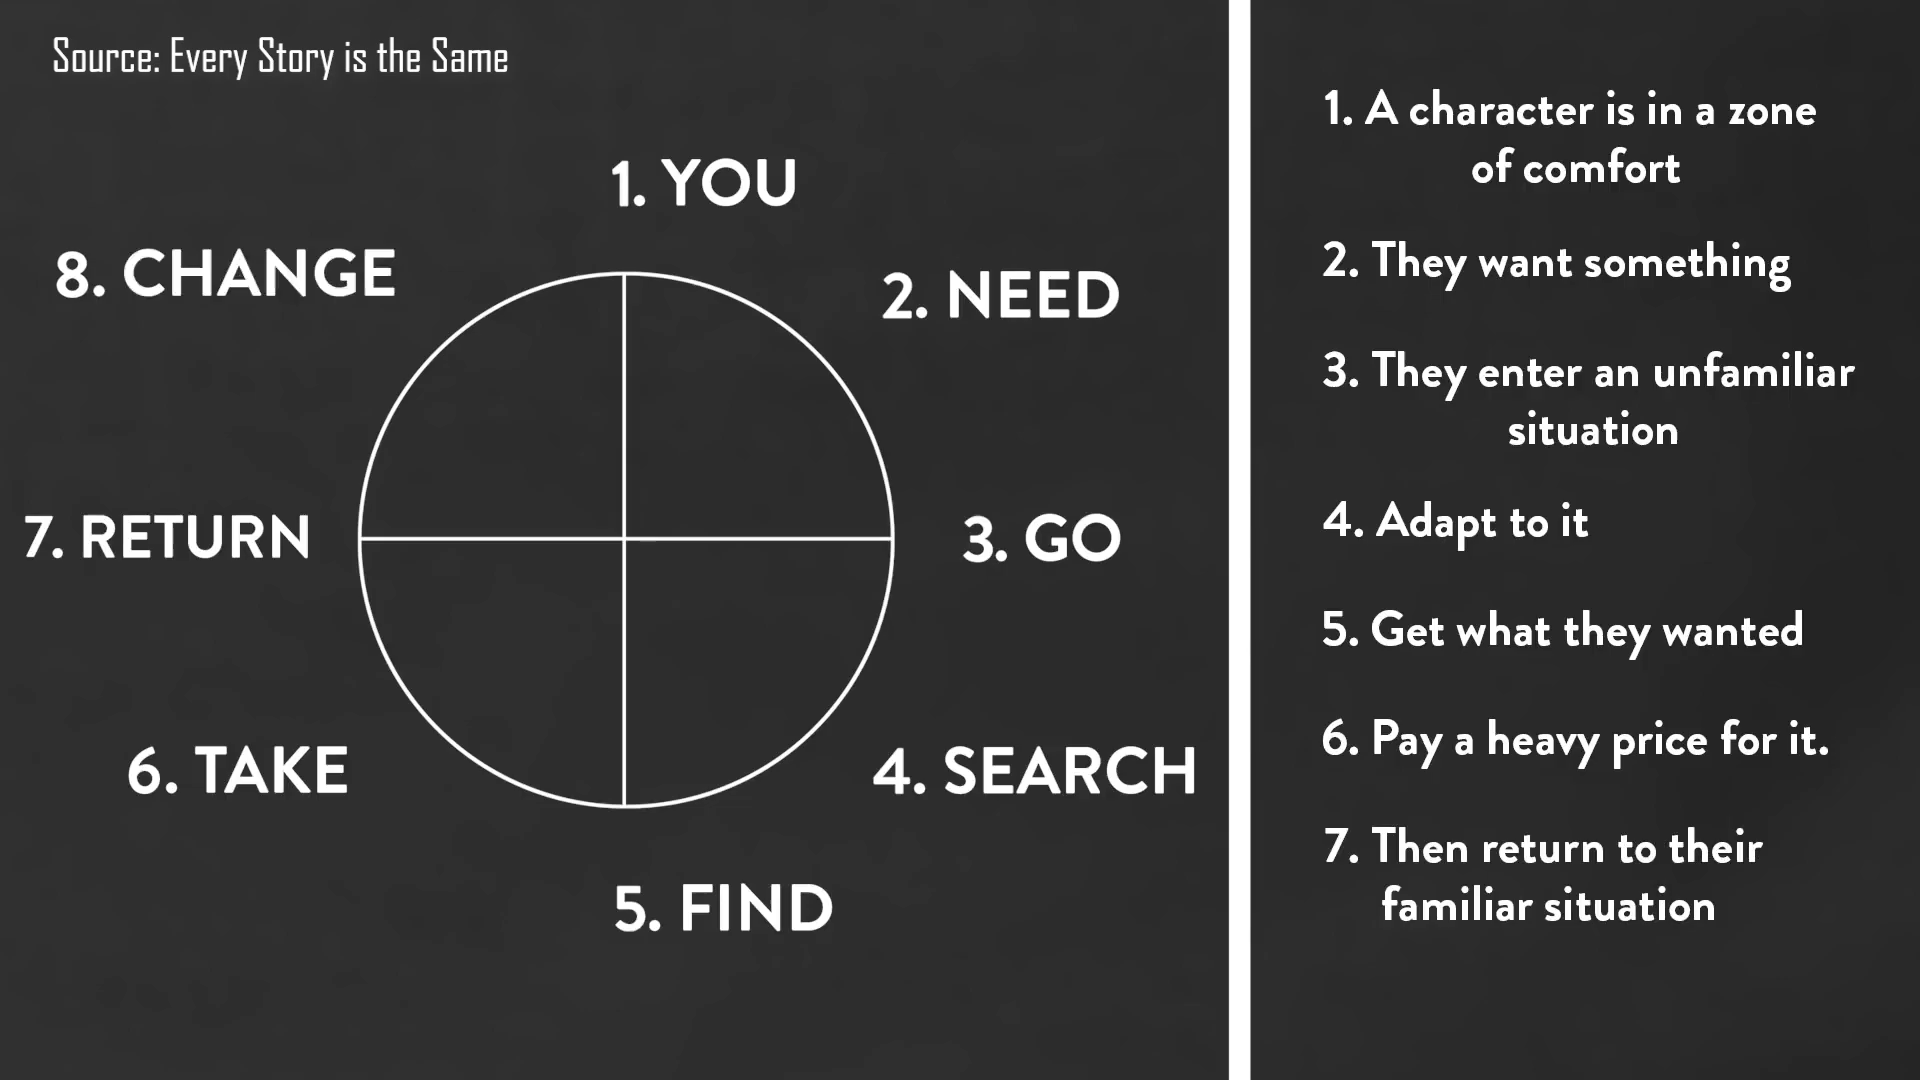 Source: Every Story is the Same
1. YOU
2. NEED
3. GO
4. SEARCH
5. FIND
6. TAKE
7. RETURN
8. CHANGE
1. A character is in a zone
of comfort
2. They want something
3. They enter an unfamiliar
situation
4. Adapt to it
5. Get what they wanted
6. Pay a heavy price for it.
7. Then return to their
familiar situation